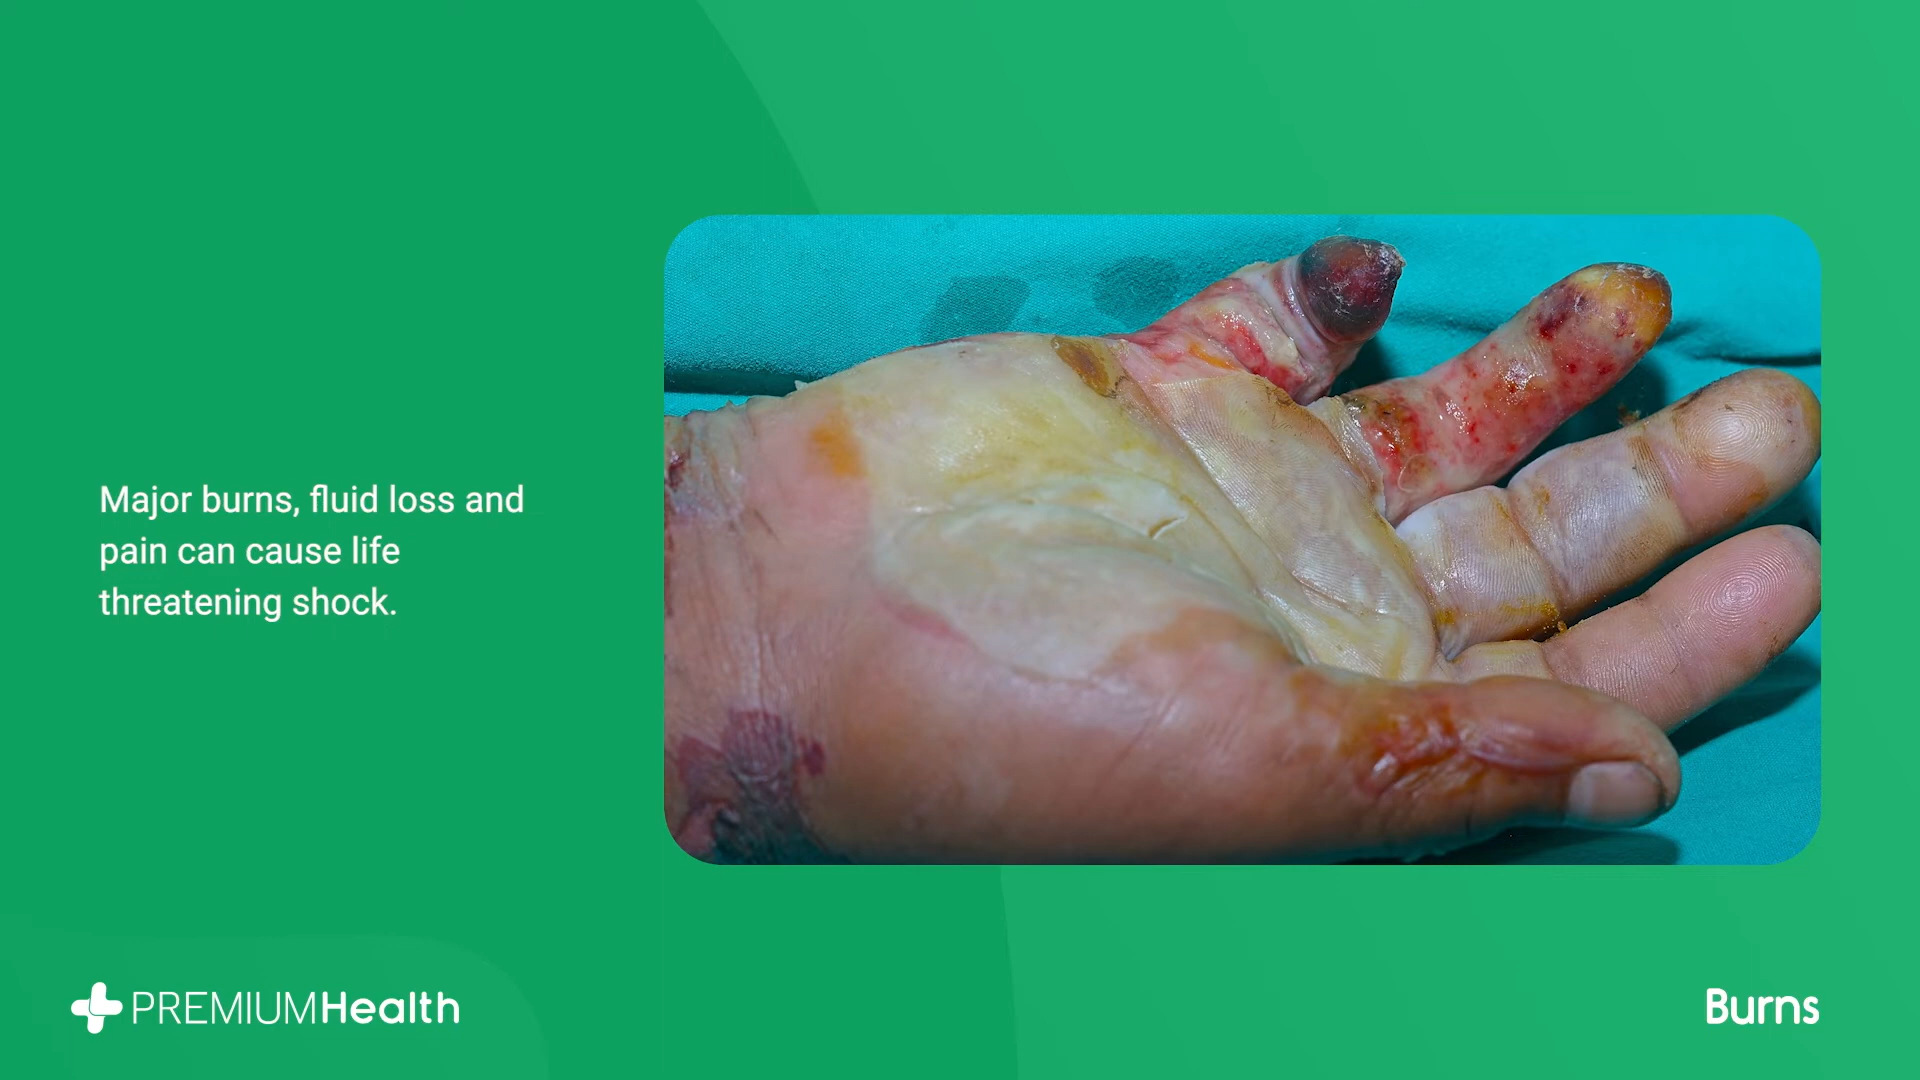 Major burns, fluid loss and
pain can cause life
threatening shock.
PREMIUMHealth
Burns